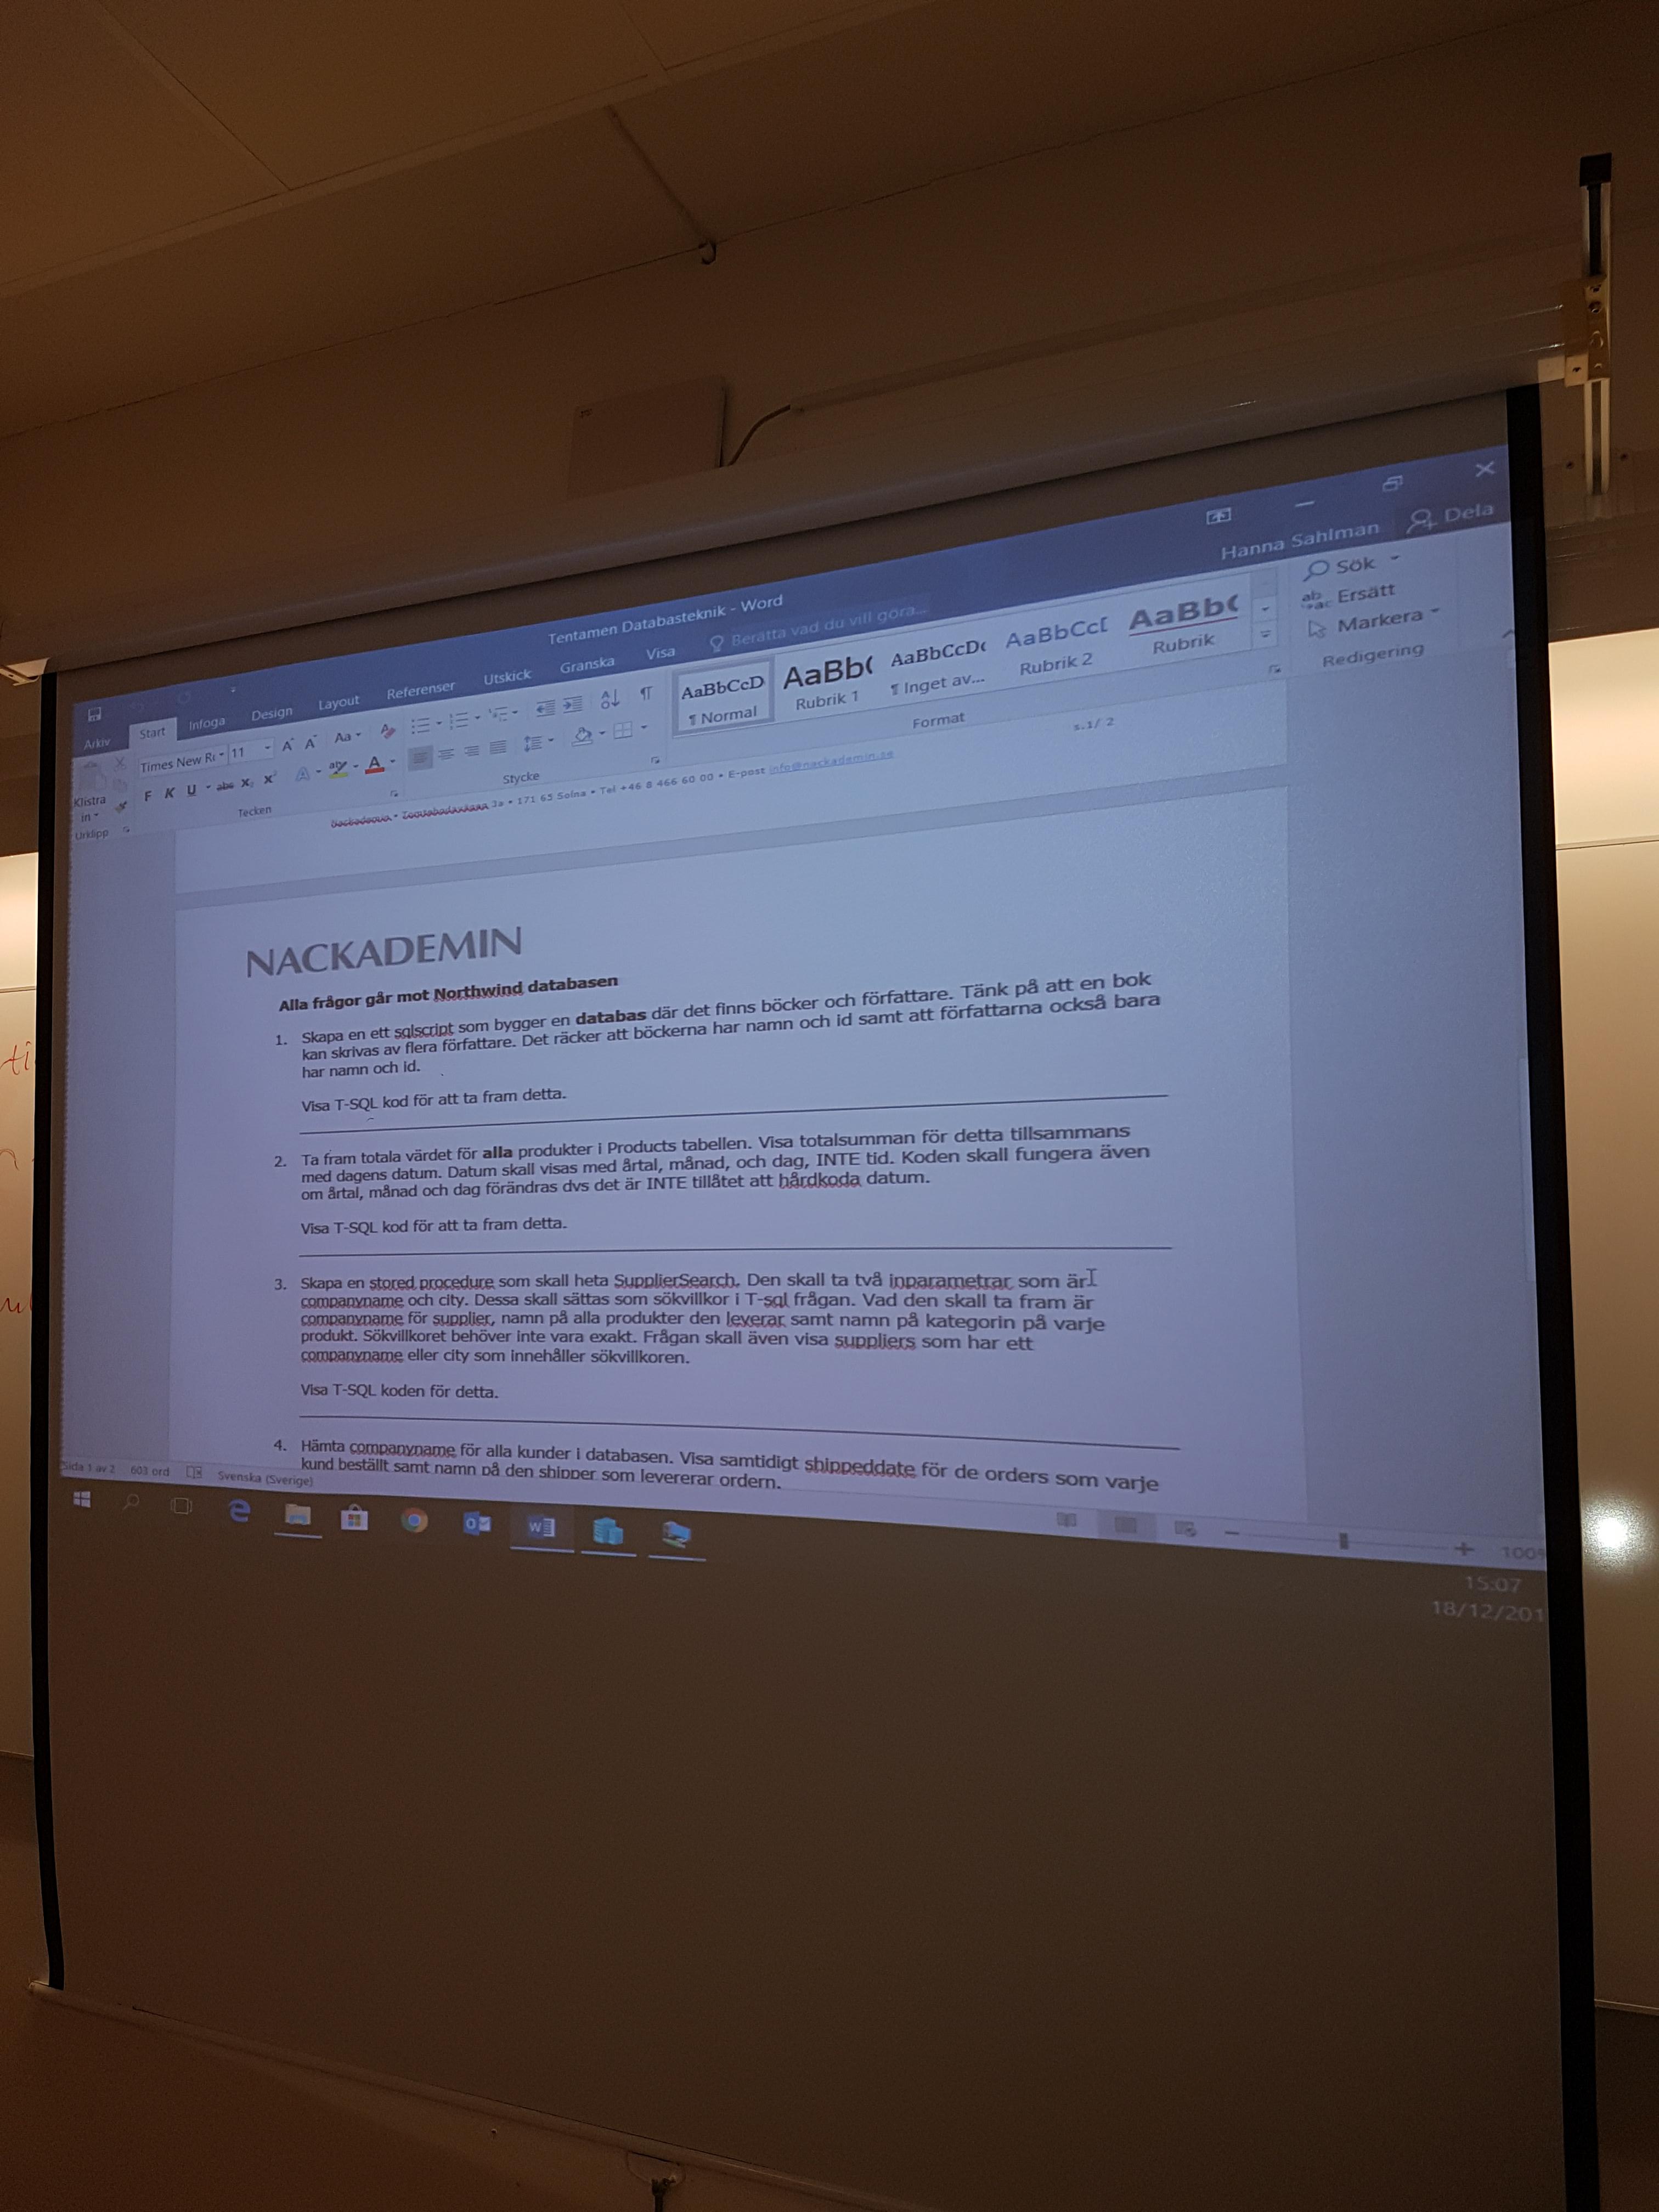 Tentamen Databasteknik - Word
Hanna Sahlman
Dela
Arkiv
Start
Infoga
Design
Layout
Referenser
Utskick
Granska
Visa
Berätta vad du vill göra...
Klistra
in
Urklipp
Times New R
11
Aa
F K U abc X₂ X²
Tecken
Stycke
AaBbCcD
¶ Normal
AaBb(
Rubrik 1
AaBbCcD(
¶ Inget av...
AaBbCcD
Rubrik 2
AaBb(
Rubrik
Format
Sök
Ersätt
Markera
Redigering
3a • 171 65 Solna • Tel +46 8 466 60 00 • E-post info@nackademin.se
s.1/ 2
NACKADEMIN
Alla frågor går mot Northwind databasen
1. Skapa en ett sqlscript som bygger en databas där det finns böcker och författare. Tänk på att en bok
kan skrivas av flera författare. Det räcker att böckerna har namn och id samt att författarna också bara
har namn och id.
Visa T-SQL kod för att ta fram detta.
2. Ta fram totala värdet för alla produkter i Products tabellen. Visa totalsumman för detta tillsammans
med dagens datum. Datum skall visas med årtal, månad, och dag, INTE tid. Koden skall fungera även
om årtal, månad och dag förändras dvs det är INTE tillåtet att hårdkoda datum.
Visa T-SQL kod för att ta fram detta.
3. Skapa en stored procedure som skall heta SupplierSearch. Den skall ta två inparametrar som är
companyname och city. Dessa skall sättas som sökvillkor i T-sql frågan. Vad den skall ta fram är
companyname för supplier, namn på alla produkter den leverar samt namn på kategorin på varje
produkt. Sökvillkoret behöver inte vara exakt. Frågan skall även visa suppliers som har ett
companyname eller city som innehåller sökvillkoren.
Visa T-SQL koden för detta.
4. Hämta companyname för alla kunder i databasen. Visa samtidigt shippeddate för de orders som varje
kund beställt samt namn på den shipper som levererar ordern.
Sida 1 av 2
603 ord
Svenska (Sverige)
100%
15:07
18/12/201